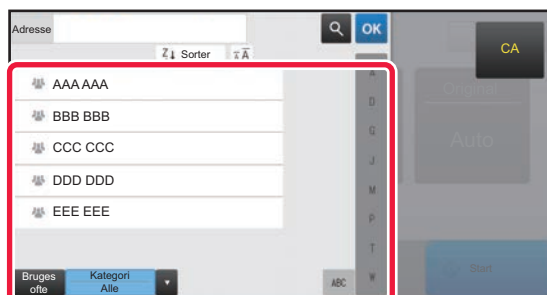 Adresse
OK
CA
Sorter
AAA AAA
BBB BBB
CCC CCC
DDD DDD
EEE EEE
A
D
G
J
M
P
T
W
Original
Auto
Bruges
ofte
Kategori
Alle
ABC
Start